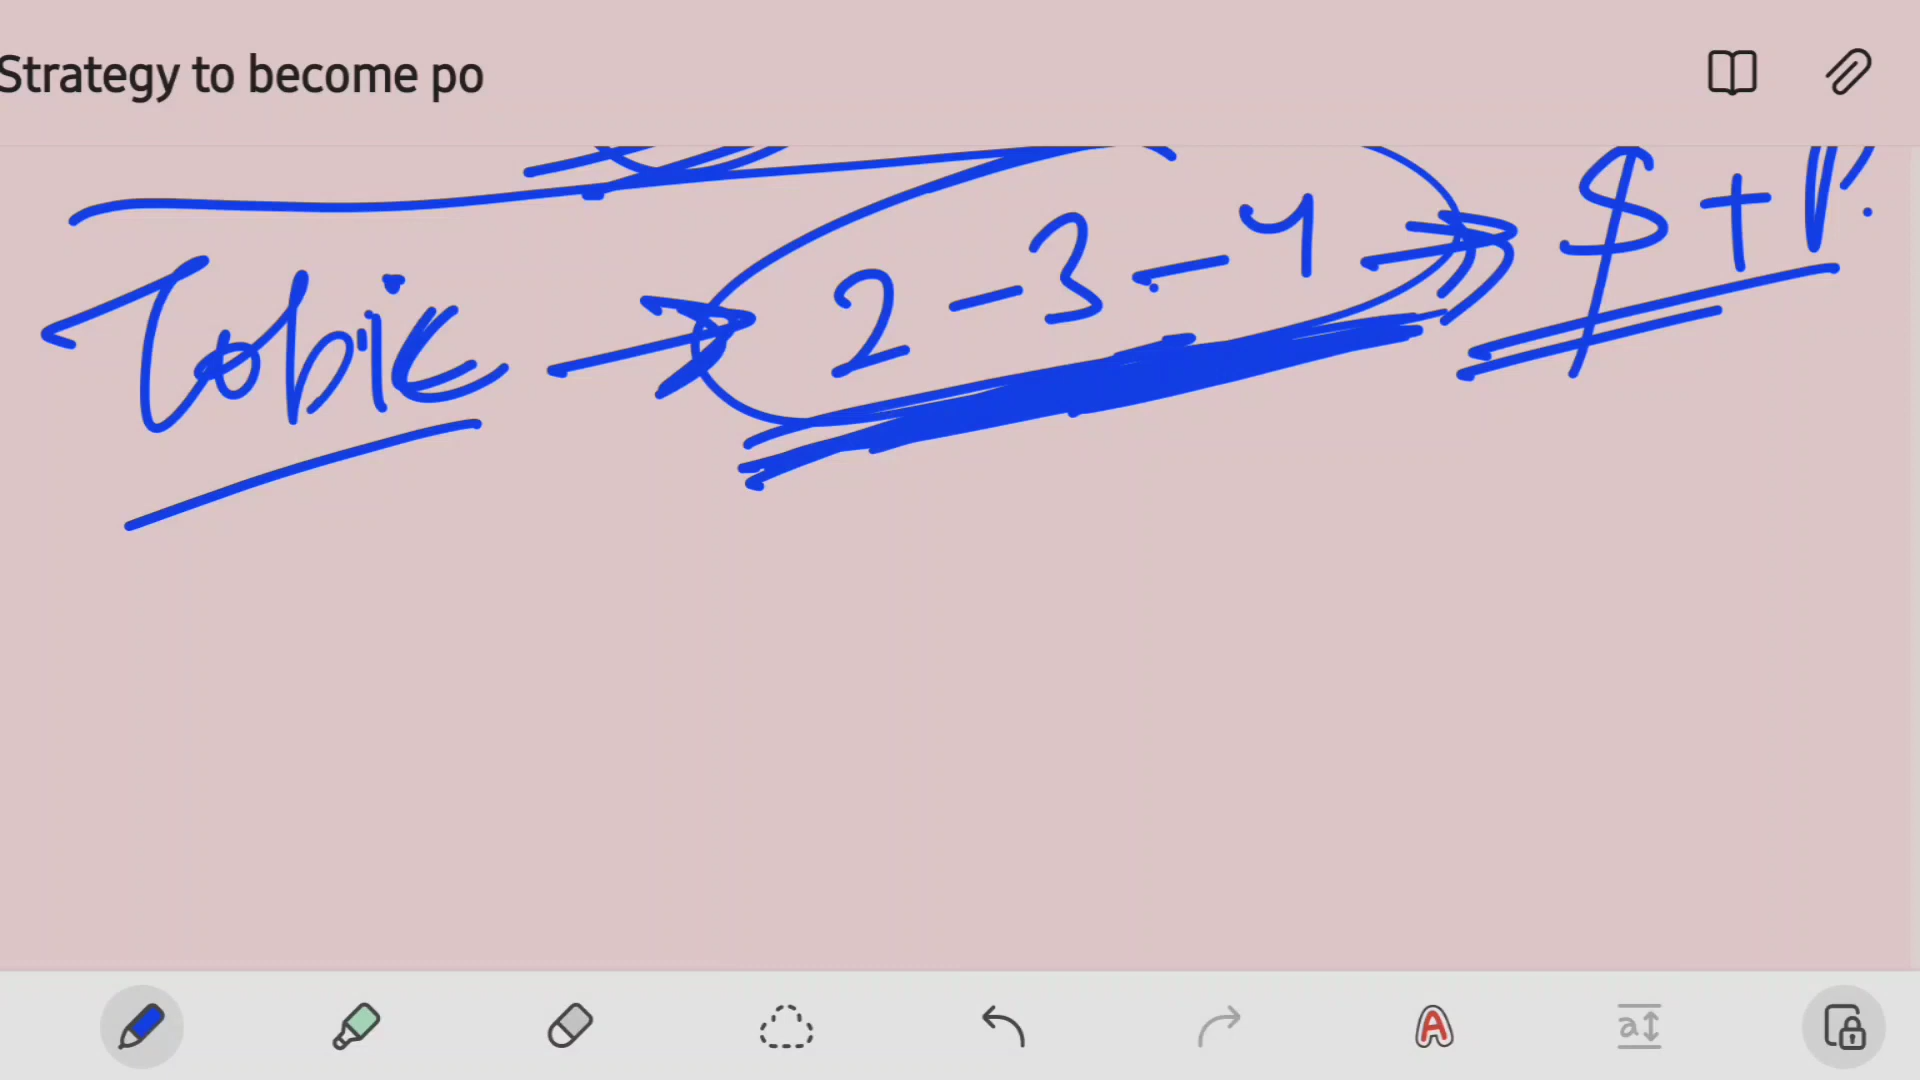 Strategy to become po
Tobic → 2 - 3 - 4 → $ +